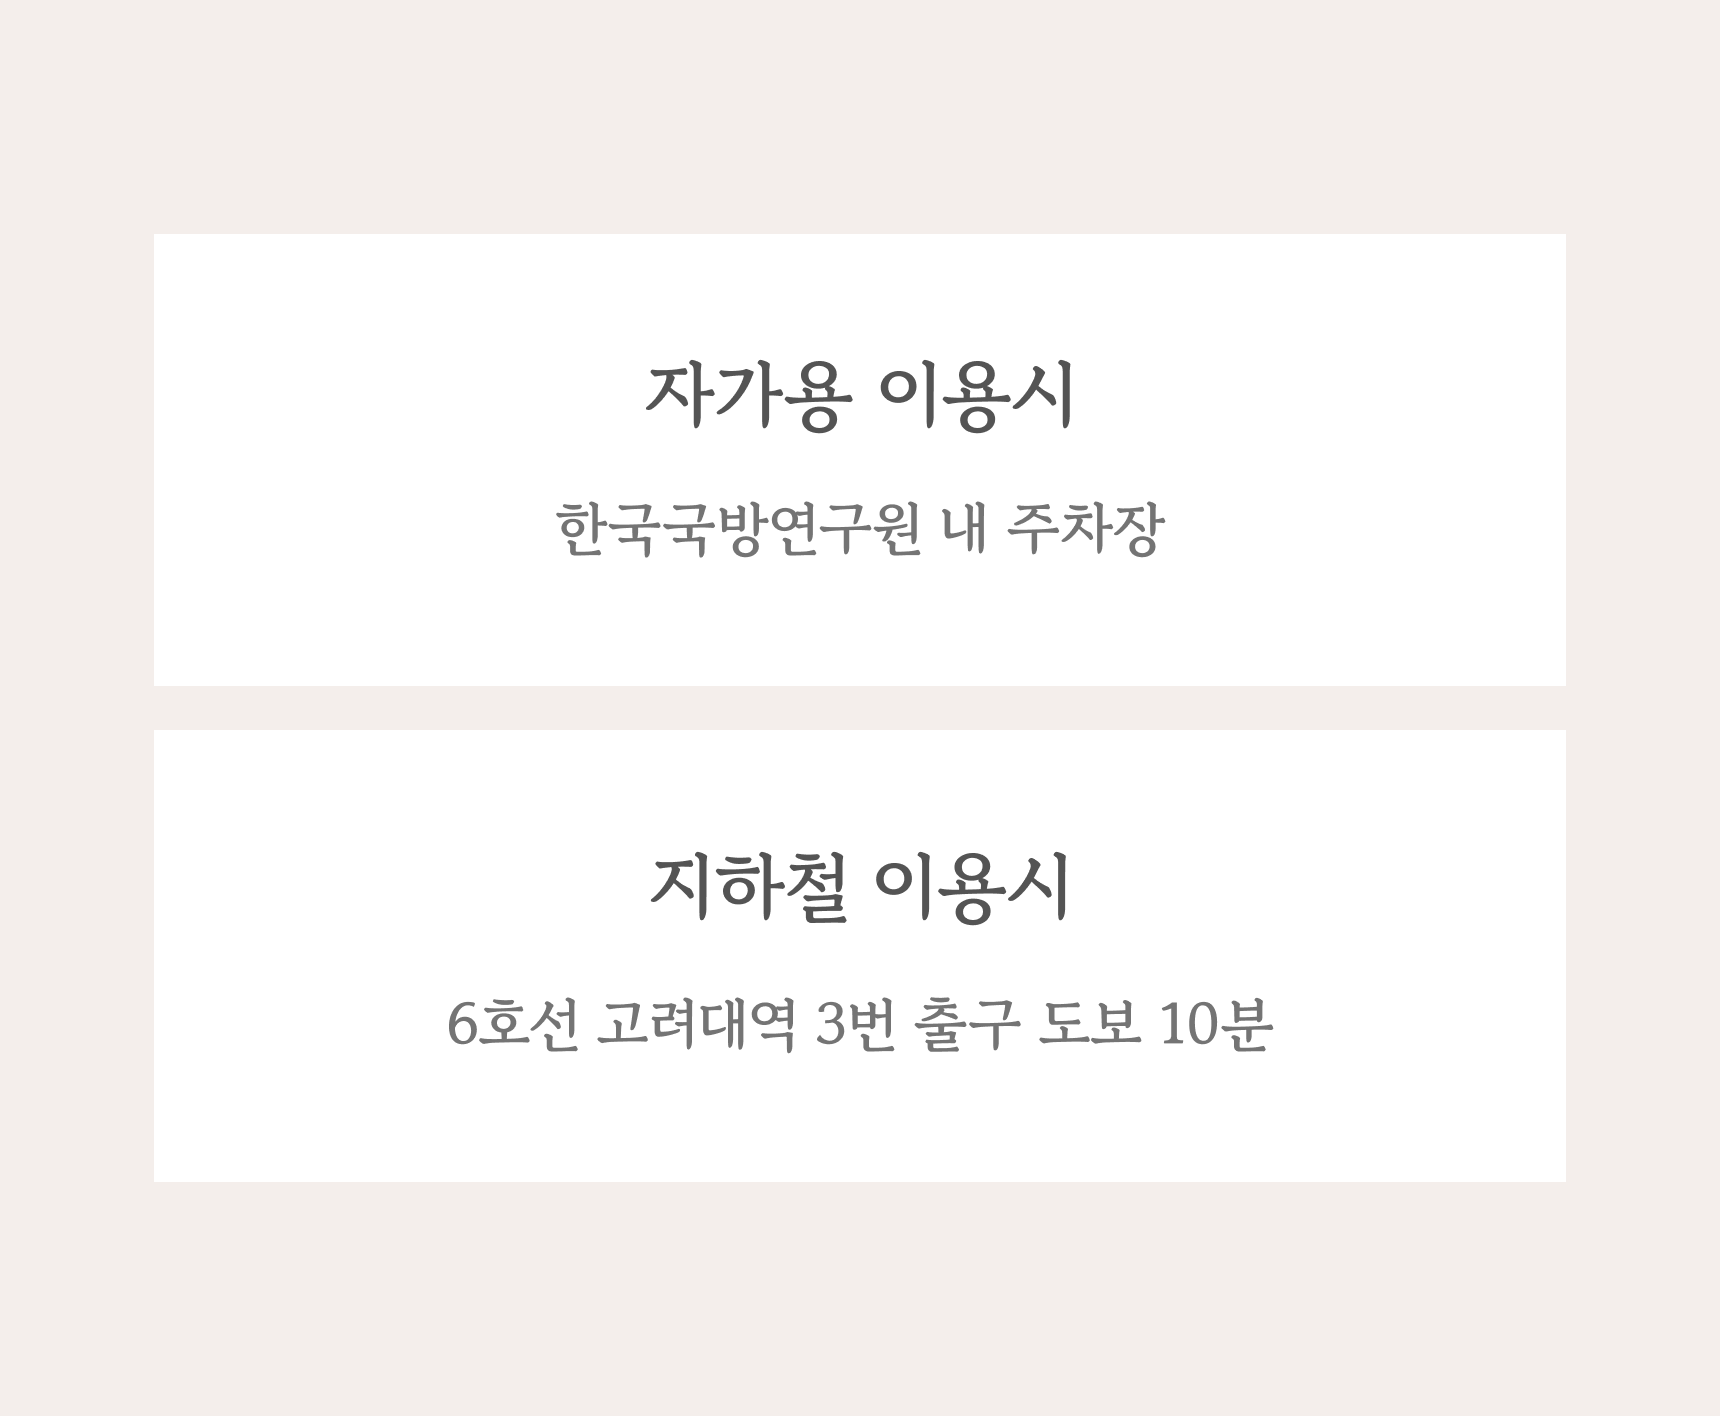 자가용 이용시
한국국방연구원 내 주차장
지하철 이용시
6호선 고려대역 3번 출구 도보 10분